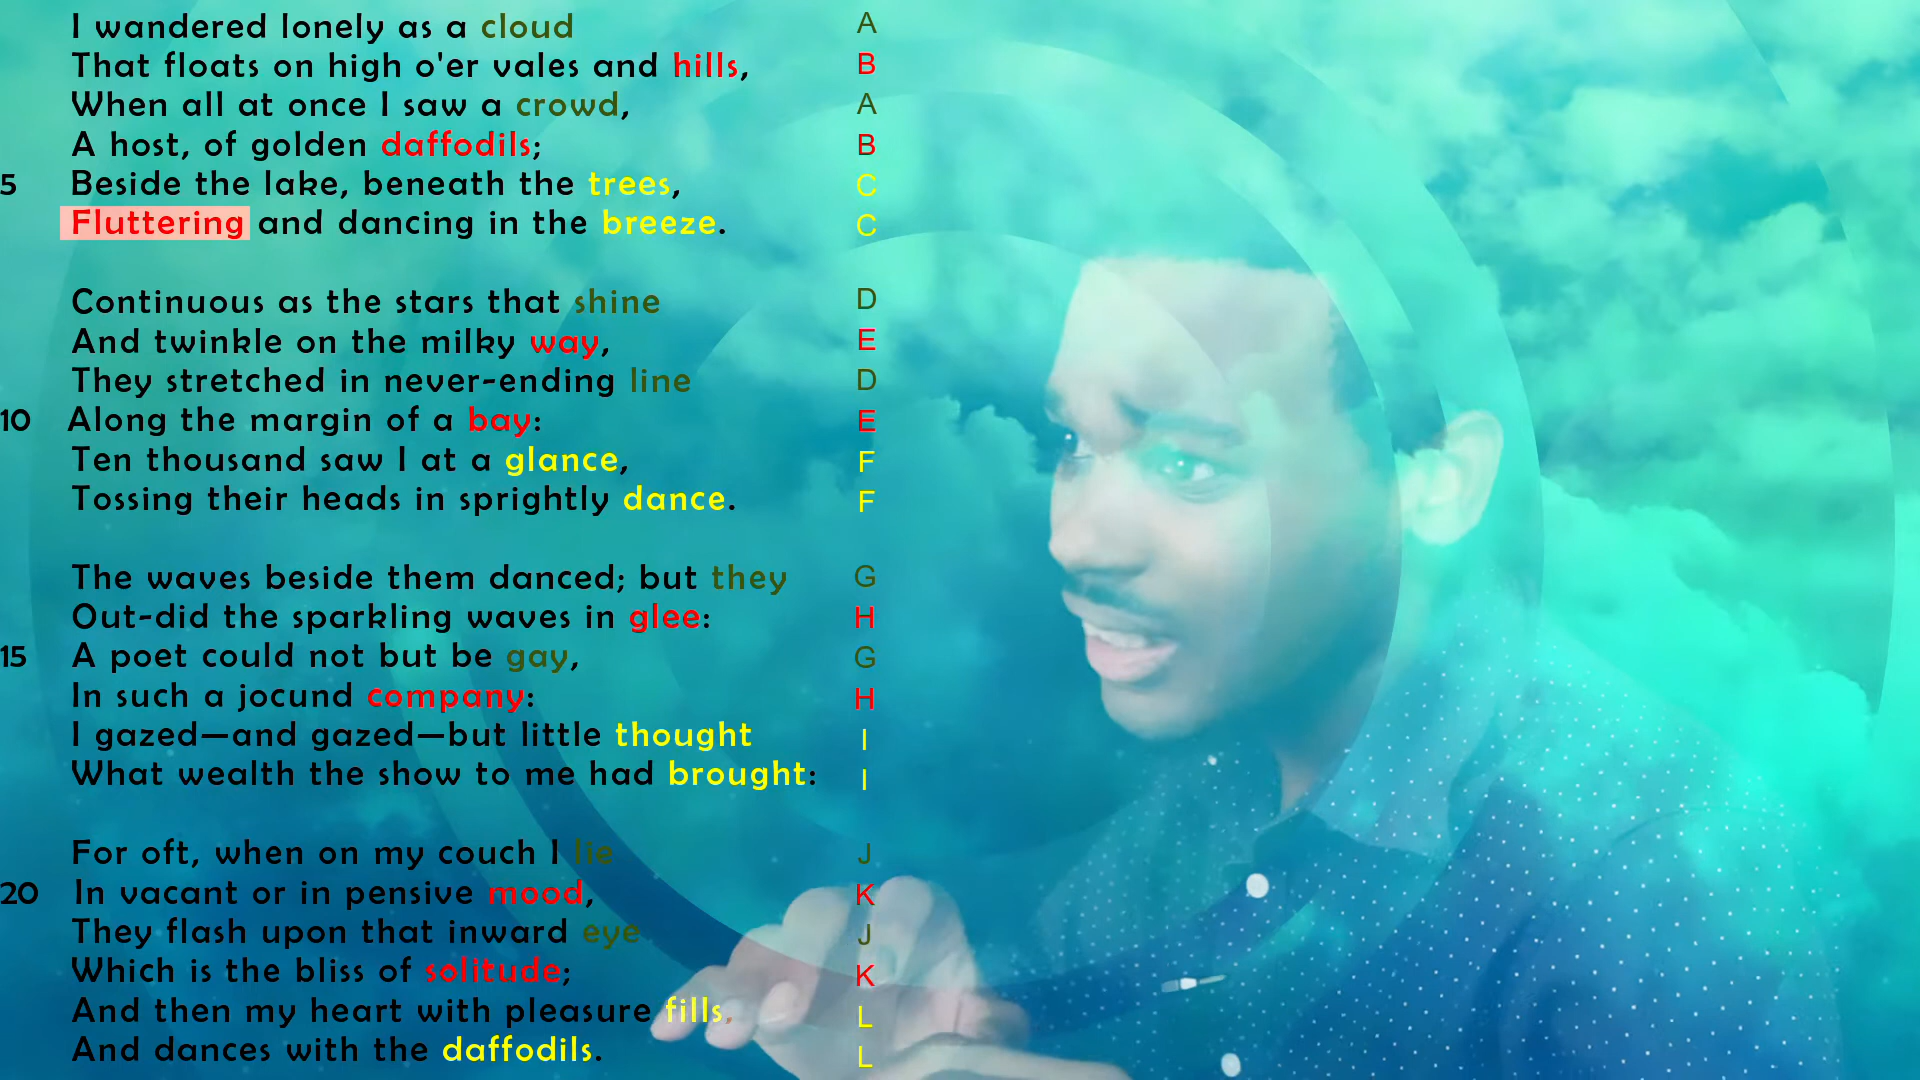 I wandered lonely as a cloud A
That floats on high o'er vales and hills, B
When all at once I saw a crowd, A
A host, of golden daffodils; B
5 Beside the lake, beneath the trees, C
Fluttering and dancing in the breeze. C
Continuous as the stars that shine D
And twinkle on the milky way, E
They stretched in never-ending line D
10 Along the margin of a bay: E
Ten thousand saw I at a glance, F
Tossing their heads in sprightly dance. F
The waves beside them danced; but they G
Out-did the sparkling waves in glee: H
15 A poet could not but be gay, G
In such a jocund company: H
I gazed—and gazed—but little thought I
What wealth the show to me had brought: I
For oft, when on my couch I lie J
20 In vacant or in pensive mood, K
They flash upon that inward eye J
Which is the bliss of solitude; K
And then my heart with pleasure fills, L
And dances with the daffodils. L